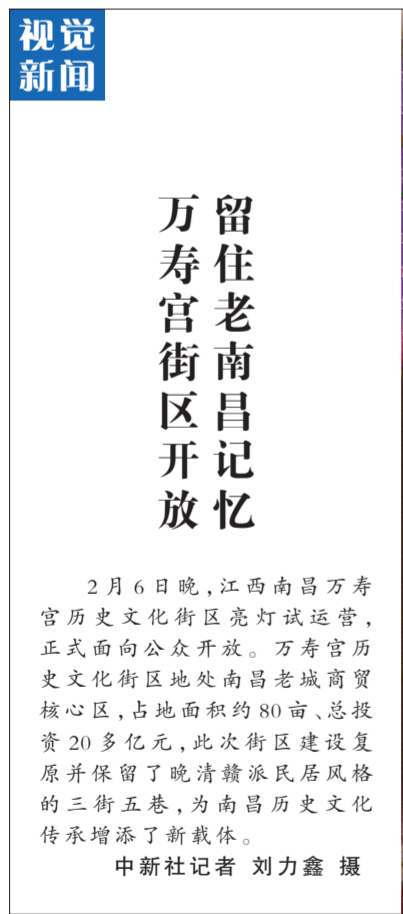 视觉
新闻
留住老南昌记忆
万寿宫街区开放
2月6日晚,江西南昌万寿
宫历史文化街区亮灯试运营,
正式面向公众开放。万寿宫历
史文化街区地处南昌老城商贸
核心区,占地面积约80亩、总投
资20多亿元,此次街区建设复
原并保留了晚清赣派民居风格
的三街五巷,为南昌历史文化
传承增添了新载体。
中新社记者 刘力鑫 摄